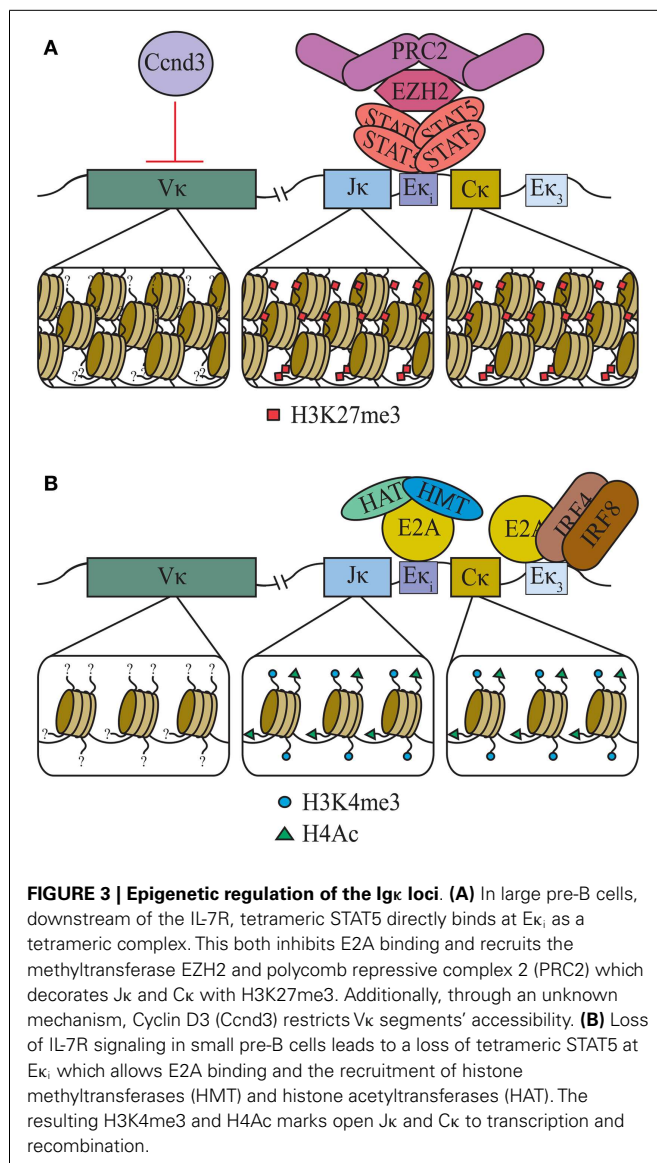 A
Ccnd3
PRC2
EZH2
STAT5 STAT5
STAT5 STAT5
Vκ Jκ Eκi Cκ Eκ3
? ? ? ? ? ?
H3K27me3
B
HAT HMT
E2A E2A IRF4 IRF8
Vκ Jκ Eκi Cκ Eκ3
? ? ? ? ? ?
? ? ? ?
H3K4me3
H4Ac
FIGURE 3 | Epigenetic regulation of the Igκ loci. (A) In large pre-B cells,
downstream of the IL-7R, tetrameric STAT5 directly binds at Eκi as a
tetrameric complex. This both inhibits E2A binding and recruits the
methyltransferase EZH2 and polycomb repressive complex 2 (PRC2) which
decorates Jκ and Cκ with H3K27me3. Additionally, through an unknown
mechanism, Cyclin D3 (Ccnd3) restricts Vκ segments' accessibility. (B) Loss
of IL-7R signaling in small pre-B cells leads to a loss of tetrameric STAT5 at
Eκi which allows E2A binding and the recruitment of histone
methyltransferases (HMT) and histone acetyltransferases (HAT). The
resulting H3K4me3 and H4Ac marks open Jκ and Cκ to transcription and
recombination.